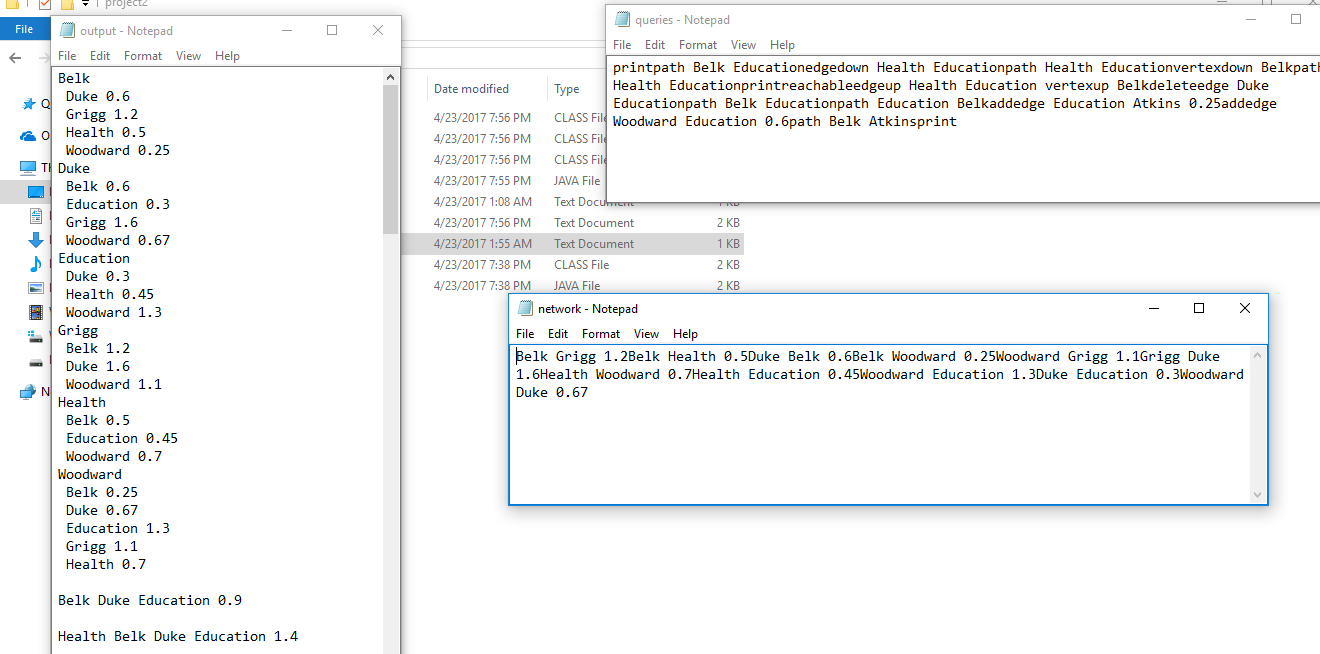 project2
File
output - Notepad
File Edit Format View Help
Belk
Duke 0.6
Grigg 1.2
Health 0.5
Woodward 0.25
Duke
Belk 0.6
Education 0.3
Grigg 1.6
Woodward 0.67
Education
Duke 0.3
Health 0.45
Woodward 1.3
Grigg
Belk 1.2
Duke 1.6
Woodward 1.1
Health
Belk 0.5
Education 0.45
Woodward 0.7
Woodward
Belk 0.25
Duke 0.67
Education 1.3
Grigg 1.1
Health 0.7
Belk Duke Education 0.9
Health Belk Duke Education 1.4
Date modified Type
4/23/2017 7:56 PM CLASS File
4/23/2017 7:56 PM CLASS File
4/23/2017 7:56 PM CLASS File
4/23/2017 7:55 PM JAVA File
4/23/2017 1:08 AM Text Document 1 KB
4/23/2017 7:56 PM Text Document 2 KB
4/23/2017 1:55 AM Text Document 1 KB
4/23/2017 7:38 PM CLASS File 2 KB
4/23/2017 7:38 PM JAVA File 2 KB
queries - Notepad
File Edit Format View Help
printpath Belk Educationedgedown Health Educationpath Health Educationvertexdown Belkpath
Health Educationprintreachableedgeup Health Education vertexup Belkdeleteedge Duke
Educationpath Belk Educationpath Education Belkaddedge Education Atkins 0.25addedge
Woodward Education 0.6path Belk Atkinsprint
network - Notepad
File Edit Format View Help
Belk Grigg 1.2Belk Health 0.5Duke Belk 0.6Belk Woodward 0.25Woodward Grigg 1.1Grigg Duke
1.6Health Woodward 0.7Health Education 0.45Woodward Education 1.3Duke Education 0.3Woodward
Duke 0.67